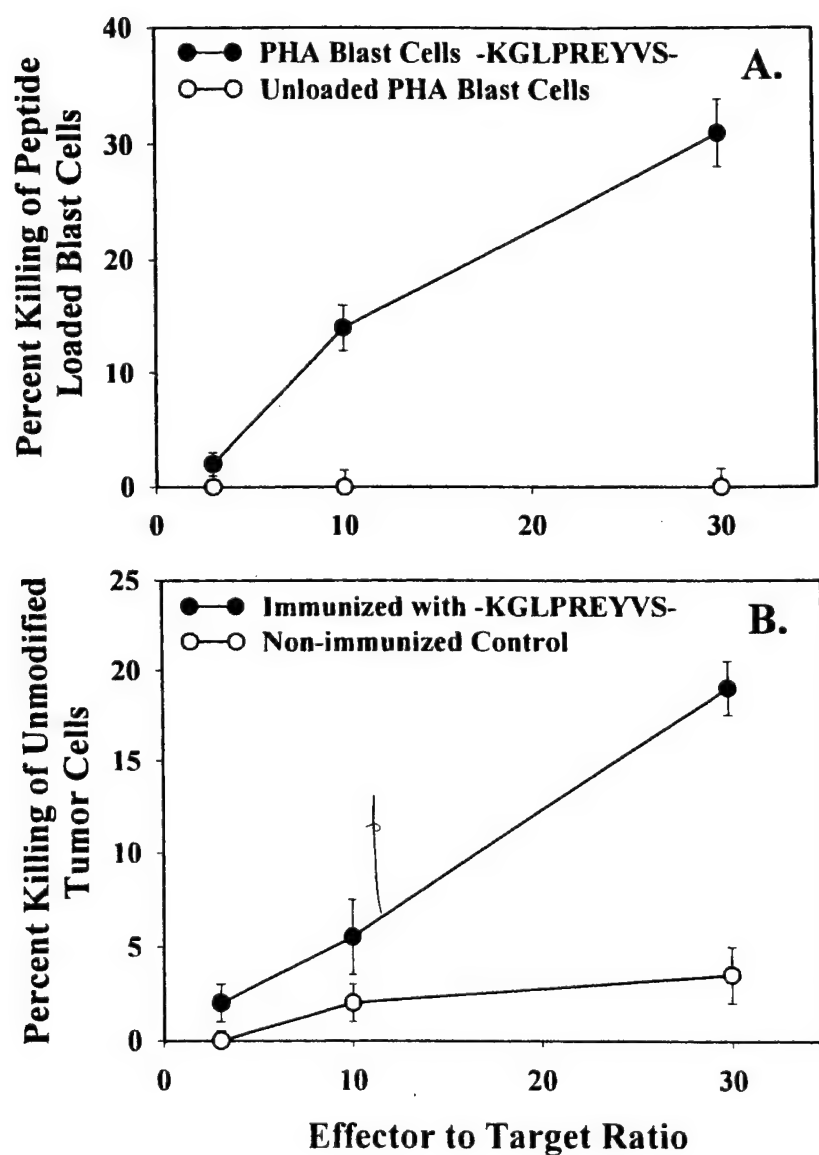 40
30
20
10
0
0 10 20 30
Percent Killing of Peptide
Loaded Blast Cells
PHA Blast Cells -KGLPREYVS-
Unloaded PHA Blast Cells
A.
25
20
15
10
5
0
0 10 20 30
Percent Killing of Unmodified
Tumor Cells
Immunized with -KGLPREYVS-
Non-immunized Control
B.
Effector to Target Ratio